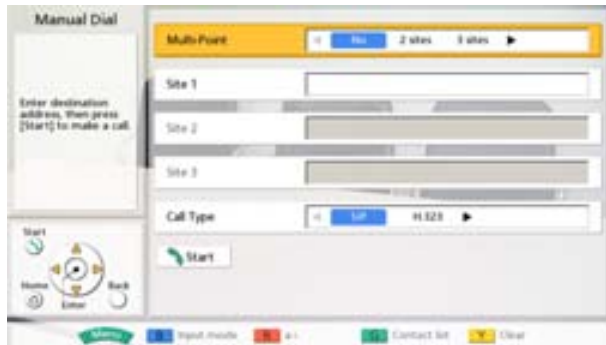 Manual Dial
Enter destination
address, then press
[Start] to make a call.
Multi-Point No 2 sites 3 sites
Site 1
Site 2
Site 3
Call Type SIP H.323
Start
Start
Home Back
Enter
Menu B Input mode R G Contact list Y Clear